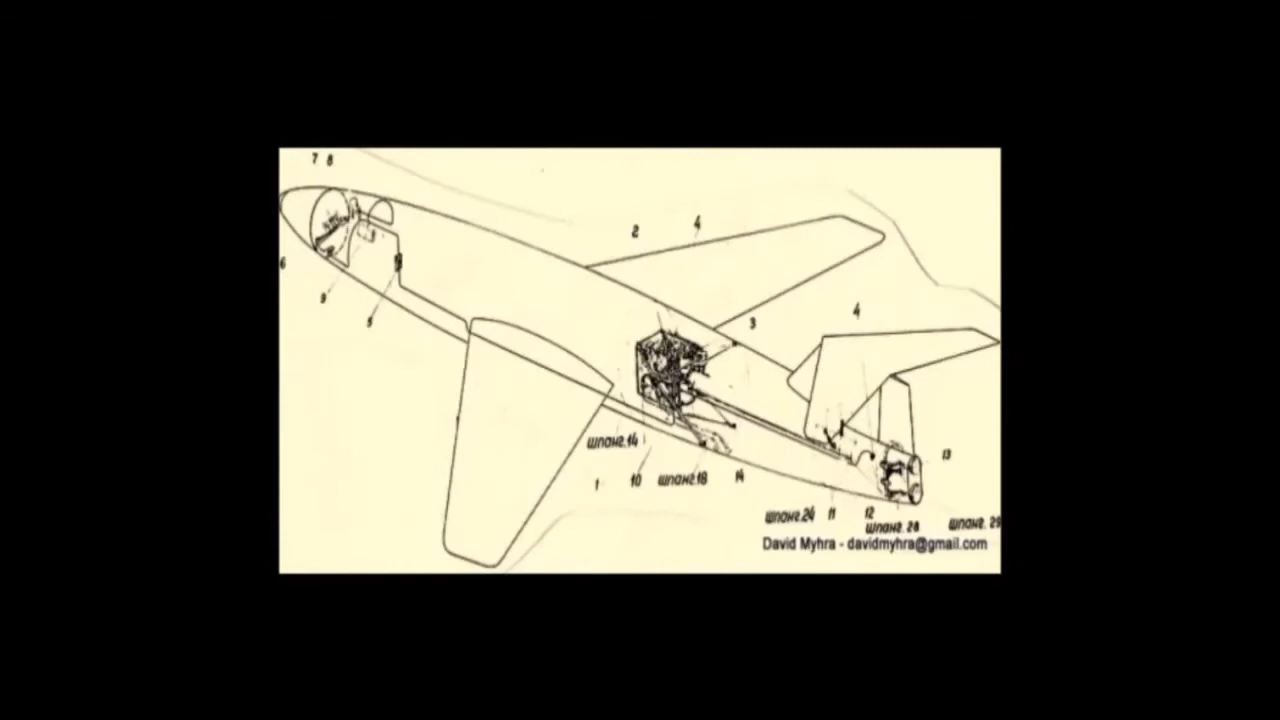 7 8
2
4
6
9
5
3
4
шпанг.14
1
10
шпанг.18
14
13
шпанг.24
11
12
шпанг. 28
шпанг. 29
David Myhra - davidmyhra@gmail.com